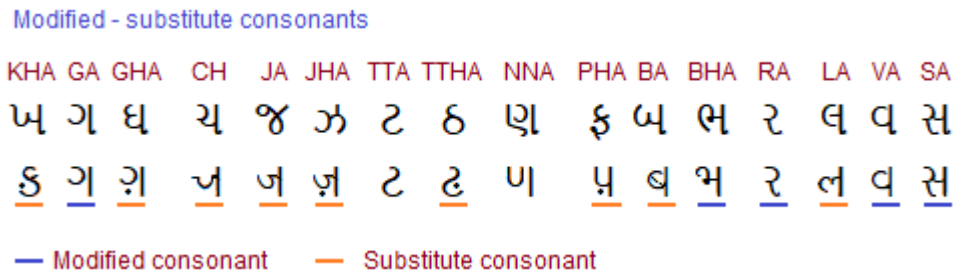 Modified - substitute consonants
KHA GA GHA CH JA JHA TTA TTHA NNA PHA BA BHA RA LA VA SA
ખ ગ ઘ ચ જ ઝ ટ ઠ ણ ફ બ ભ ર લ વ સ
ક઼ ગ ગ઼ ટ ટ઼ પ઼ ર વ સ
Modified consonant Substitute consonant